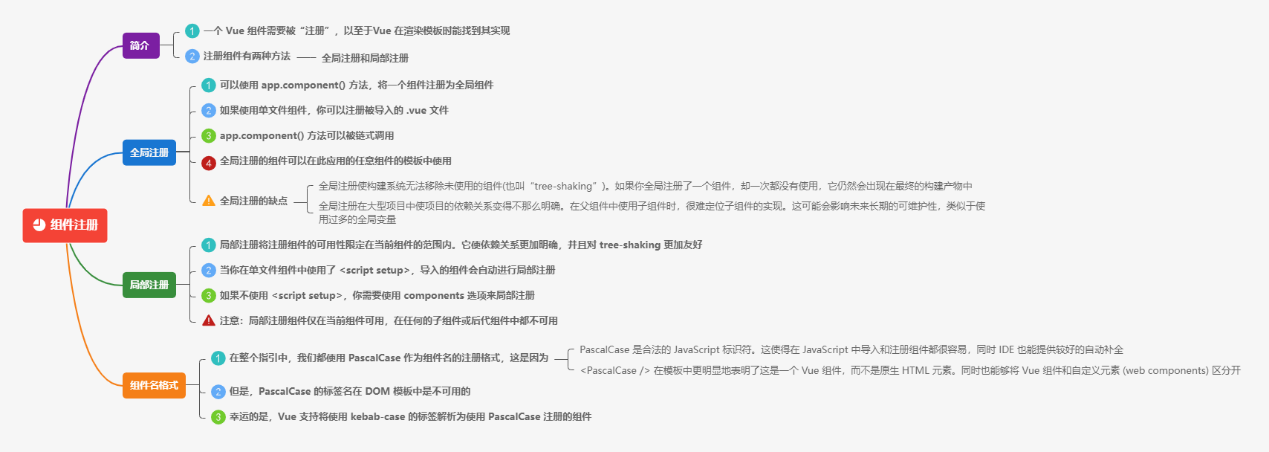 组件注册
简介
1 一个 Vue 组件需要被“注册”，以至于Vue 在渲染模板时能找到其实现
2 注册组件有两种方法
全局注册和局部注册
全局注册
1 可以使用 app.component() 方法，将一个组件注册为全局组件
2 如果使用单文件组件，你可以注册被导入的 .vue 文件
3 app.component() 方法可以被链式调用
4 全局注册的组件可以在此应用的任意组件的模板中使用
全局注册的缺点
全局注册使构建系统无法移除未使用的组件(也叫“tree-shaking”)。如果你全局注册了一个组件，却一次都没有使用，它仍然会出现在最终的构建产物中
全局注册在大型项目中使项目的依赖关系变得不那么明确。在父组件中使用子组件时，很难定位子组件的实现。这可能会影响未来长期的可维护性，类似于使
用过多的全局变量
局部注册
1 局部注册将注册组件的可用性限定在当前组件的范围内。它使依赖关系更加明确，并且对 tree-shaking 更加友好
2 当你在单文件组件中使用了 <script setup>，导入的组件会自动进行局部注册
3 如果不使用 <script setup>，你需要使用 components 选项来局部注册
注意：局部注册组件仅在当前组件可用，在任何的子组件或后代组件中都不可用
组件名格式
1 在整个指引中，我们都使用 PascalCase 作为组件名的注册格式，这是因为
PascalCase 是合法的 JavaScript 标识符。这使得在 JavaScript 中导入和注册组件都很容易，同时 IDE 也能提供较好的自动补全
<PascalCase /> 在模板中更明显地表明了这是一个 Vue 组件，而不是原生 HTML 元素。同时也能够将 Vue 组件和自定义元素 (web components) 区分开
2 但是，PascalCase 的标签名在 DOM 模板中是不可用的
3 幸运的是，Vue 支持将使用 kebab-case 的标签解析为使用 PascalCase 注册的组件